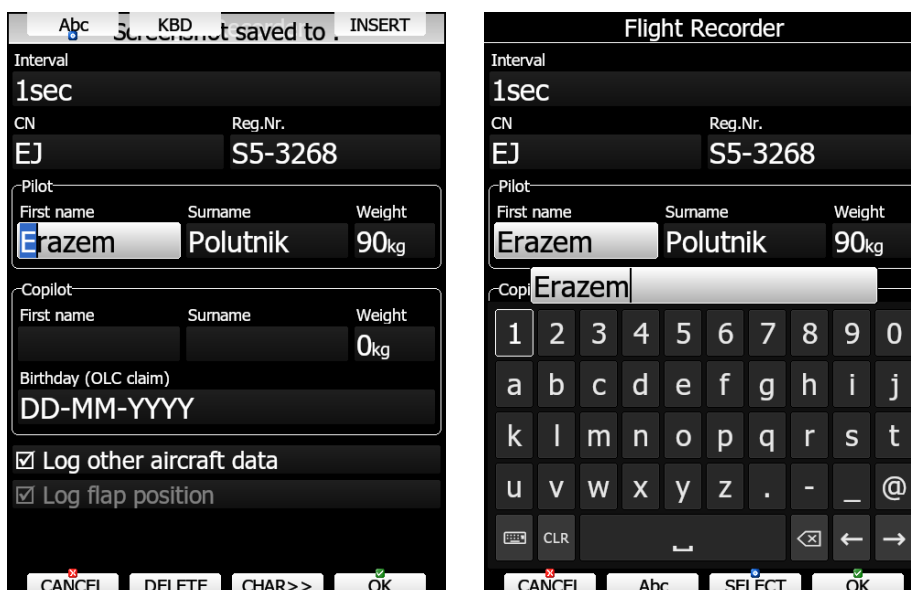 Abc KBD INSERT
Screenshot saved to .
Interval
1sec
CN Reg.Nr.
EJ S5-3268
Pilot
First name Surname Weight
Erazem Polutnik 90kg
Copilot
First name Surname Weight
0kg
Birthday (OLC claim)
DD-MM-YYYY
Log other aircraft data
Log flap position
CANCEL DELETE CHAR>> OK
Flight Recorder
Interval
1sec
CN Reg.Nr.
EJ S5-3268
Pilot
First name Surname Weight
Erazem Polutnik 90kg
Copi
Erazem
1 2 3 4 5 6 7 8 9 0
a b c d e f g h i j
k l m n o p q r s t
u v w x y z . - _ @
CLR
CANCEL Abc SELECT OK